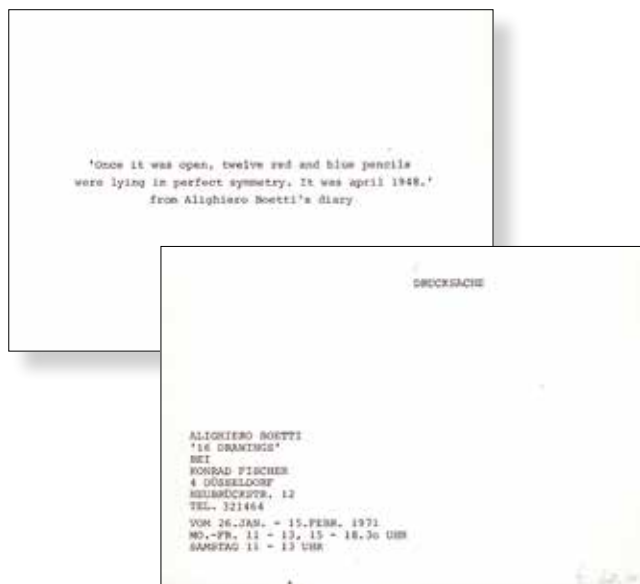 'Once it was open, twelve red and blue pencils
were lying in perfect symmetry. It was april 1948.'
from Alighiero Boetti's diary
DRUCKSACHE
ALIGHIERO BOETTI
'16 DRAWINGS'
BEI
KONRAD FISCHER
4 DÜSSELDORF
NEUBRÜCKSTR. 12
TEL. 321464
VOM 26.JAN. - 15.FEBR. 1971
MO.-FR. 11 - 13, 15 - 18.3o UHR
SAMSTAG 11 - 13 UHR